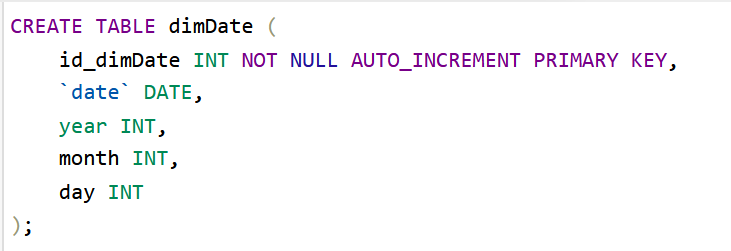 CREATE TABLE dimDate (
    id_dimDate INT NOT NULL AUTO_INCREMENT PRIMARY KEY,
    `date` DATE,
    year INT,
    month INT,
    day INT
);